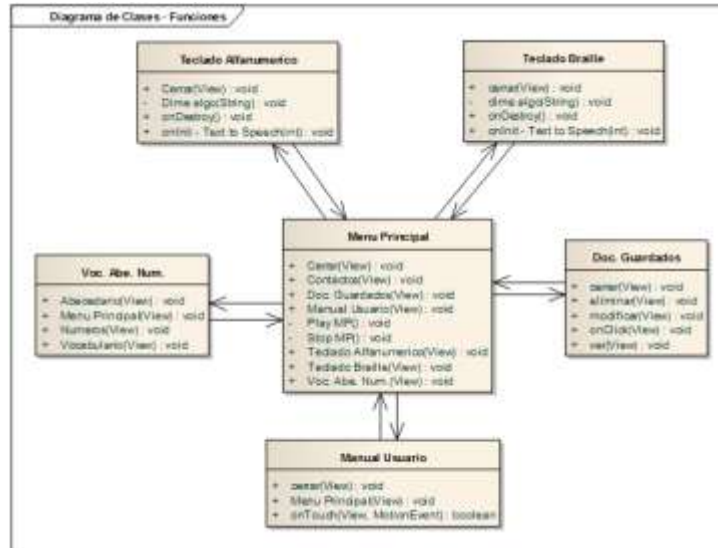 Diagrama de Clases - Funciones
Teclado Alfanumerico
+ Cerrar(View) : void
- Dime algo(String)
+ onDestroy() : void
+ onInit - Text to Speech(int) : void
Teclado Braille
+ cerrar(View) : void
- dime algo(String)
+ onDestroy() : void
+ onInit - Text to Speech(int) : void
Menu Principal
+ Cerrar(View) : void
+ Contactos(View) : void
+ Doc. Guardados(View) : void
+ Manual Usuario(View) : void
- Play MP() : void
- Stop MP() : void
+ Teclado Alfanumerico(View) : void
+ Teclado Braille(View) : void
+ Voc. Abe. Num.(View) : void
Voc. Abe. Num.
+ Abecedario(View) : void
+ Menu Principal(View) : void
+ Numeros(View) : void
+ Vocabulario(View) : void
Doc. Guardados
+ cerrar(View) : void
+ eliminar(View) : void
+ modificar(View) : void
+ onClick(View) : void
+ ver(View) : void
Manual Usuario
+ cerrar(View) : void
+ Menu Principal(View) : void
+ onTouch(View, MotionEvent) : boolean